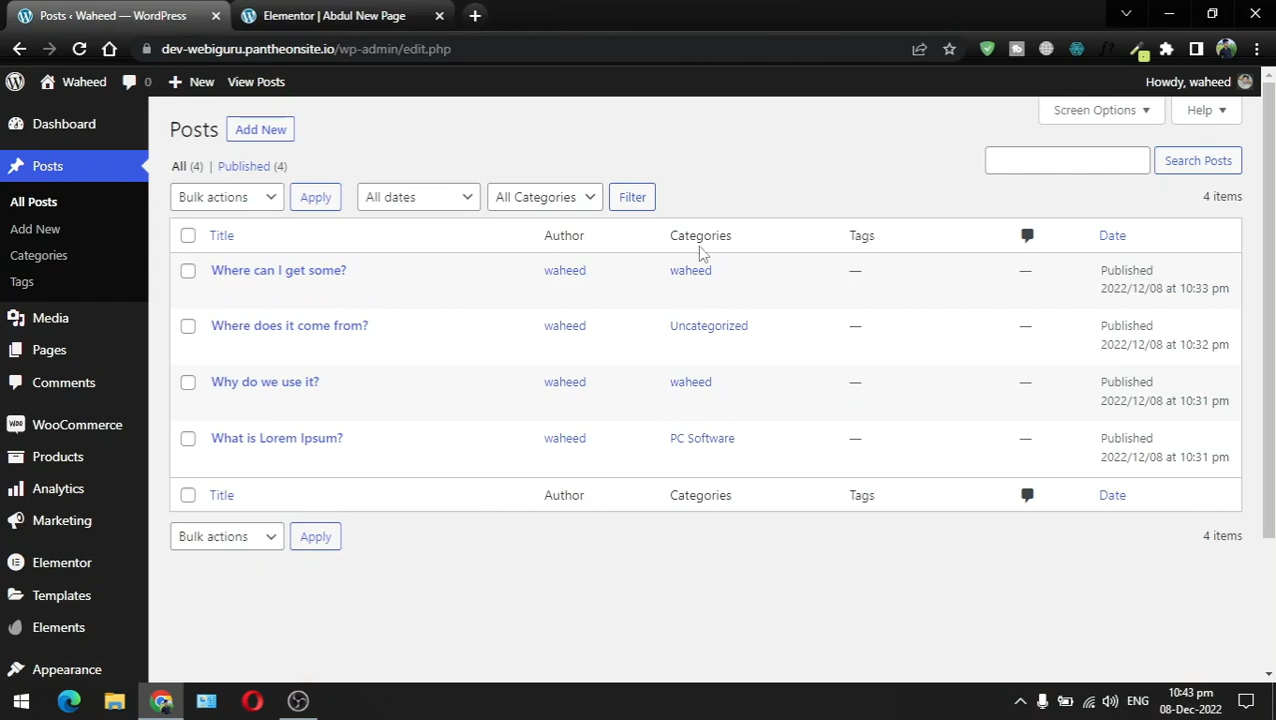 Posts ‹ Waheed — WordPress
Elementor | Abdul New Page
dev-webiguru.pantheonsite.io/wp-admin/edit.php
Waheed
0
New
View Posts
Howdy, waheed
Dashboard
Posts
All Posts
Add New
Categories
Tags
Media
Pages
Comments
WooCommerce
Products
Analytics
Marketing
Elementor
Templates
Elements
Appearance
Screen Options
Help
Posts
Add New
All (4) | Published (4)
Search Posts
Bulk actions
Apply
All dates
All Categories
Filter
4 items
Title Author Categories Tags Date
Where can I get some? waheed waheed — — Published
2022/12/08 at 10:33 pm
Where does it come from? waheed Uncategorized — — Published
2022/12/08 at 10:32 pm
Why do we use it? waheed waheed — — Published
2022/12/08 at 10:31 pm
What is Lorem Ipsum? waheed PC Software — — Published
2022/12/08 at 10:31 pm
Title Author Categories Tags Date
Bulk actions
Apply
4 items
ENG
10:43 pm
08-Dec-2022